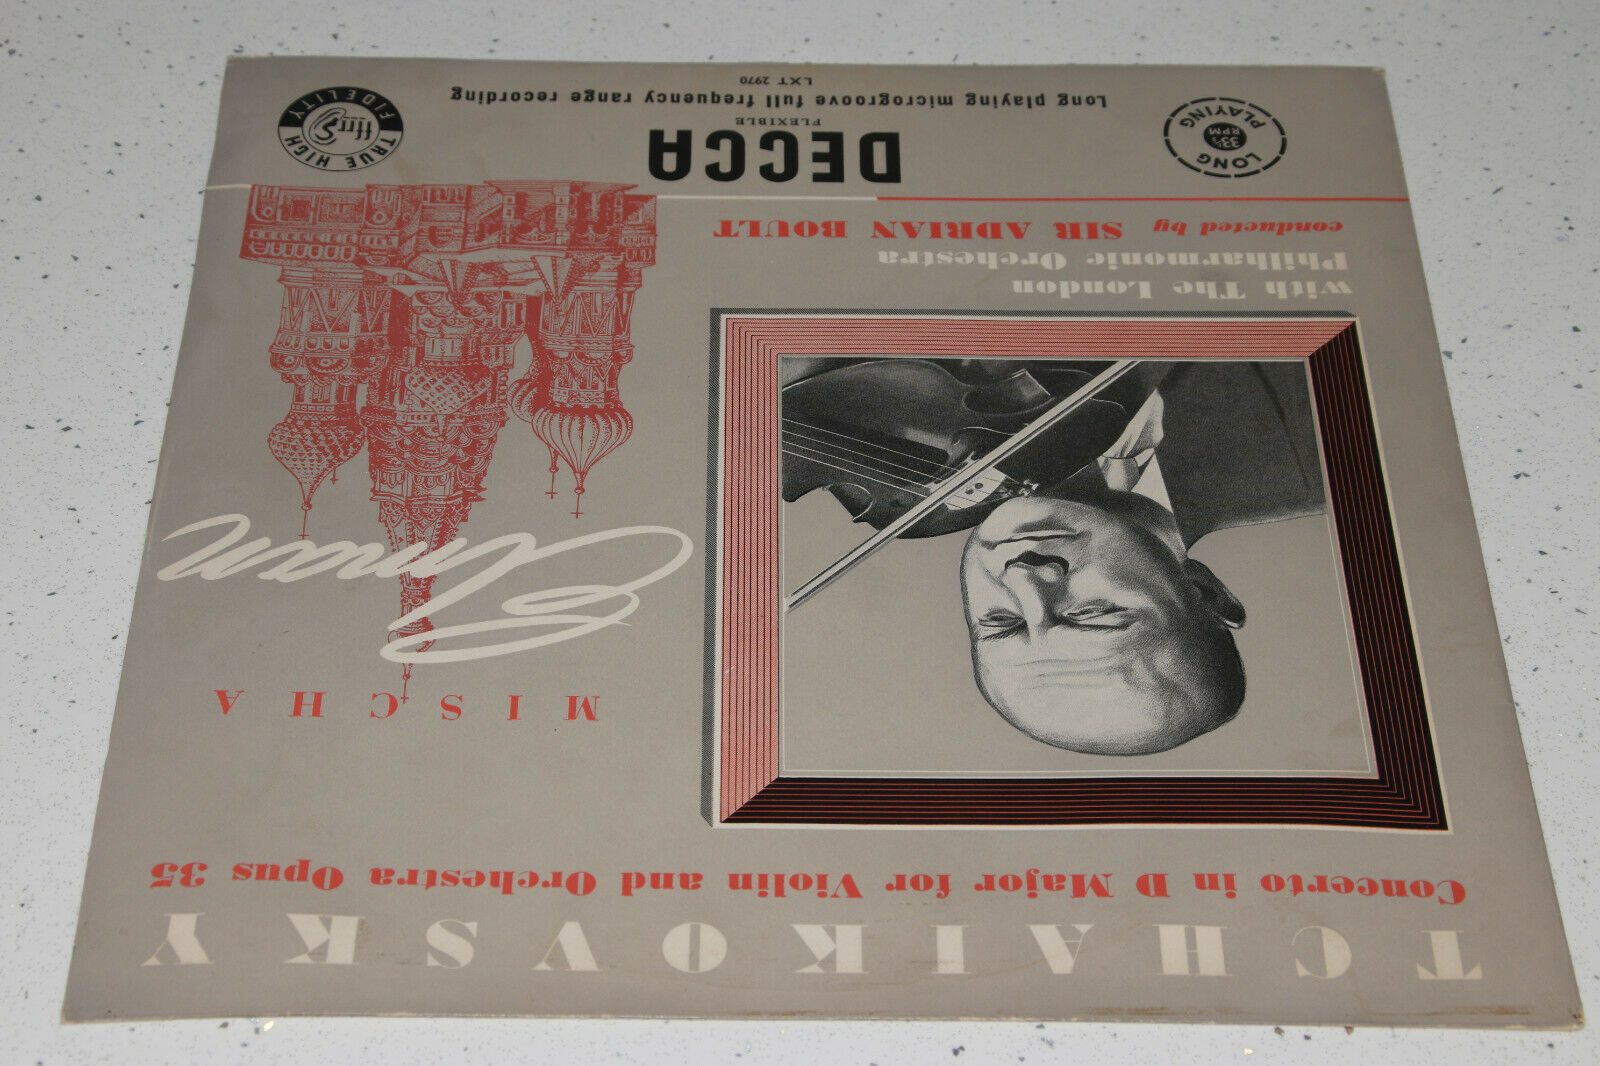 TCHAIKOVSKY
Concerto in D Major for Violin and Orchestra Opus 35
MISCHA
Elman
with The London
Philharmonic Orchestra
conducted by SIR ADRIAN BOULT
LONG
33⅓
RPM
PLAYING
DECCA
FLEXIBLE
Long playing microgroove full frequency range recording
LXT 2970
TRUE HIGH
ffrr
FIDELITY